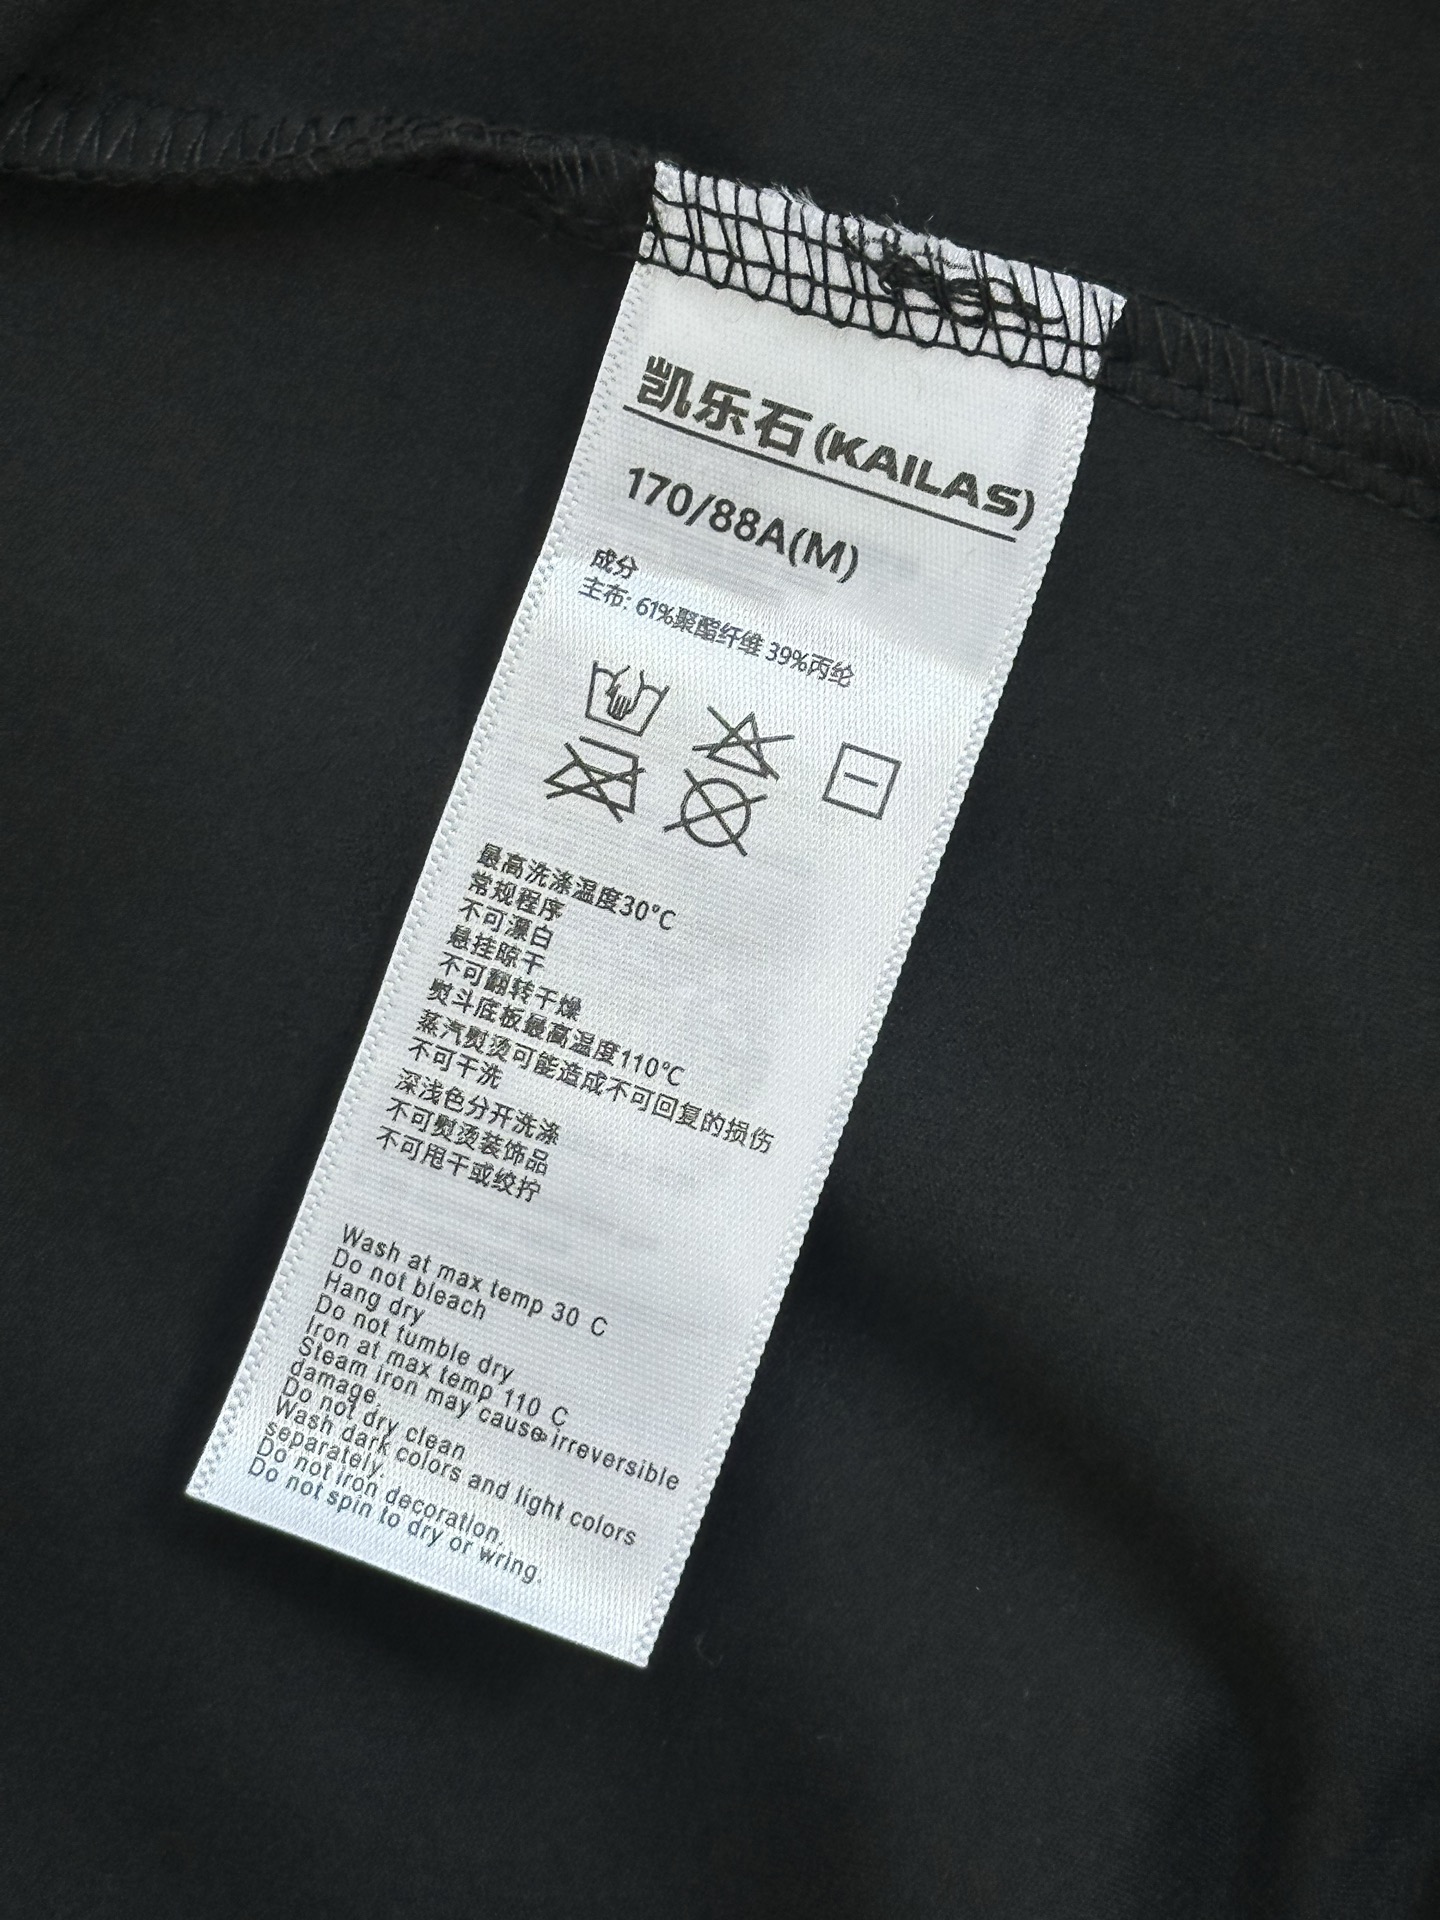 凯乐石(KAILAS)
170/88A(M)
成分
主布: 61%聚酯纤维 39%丙纶
最高洗涤温度30°C
常规程序
不可漂白
悬挂晾干
不可翻转干燥
熨斗底板最高温度110°C
蒸汽熨烫可能造成不可回复的损伤
不可干洗
深浅色分开洗涤
不可熨烫装饰品
不可甩干或绞拧
Wash at max temp 30 C
Do not bleach
Hang dry
Do not tumble dry
Iron at max temp 110 C
Steam iron may cause irreversible
damage.
Do not dry clean
Wash dark colors and light colors
separately.
Do not iron decoration.
Do not spin to dry or wring.